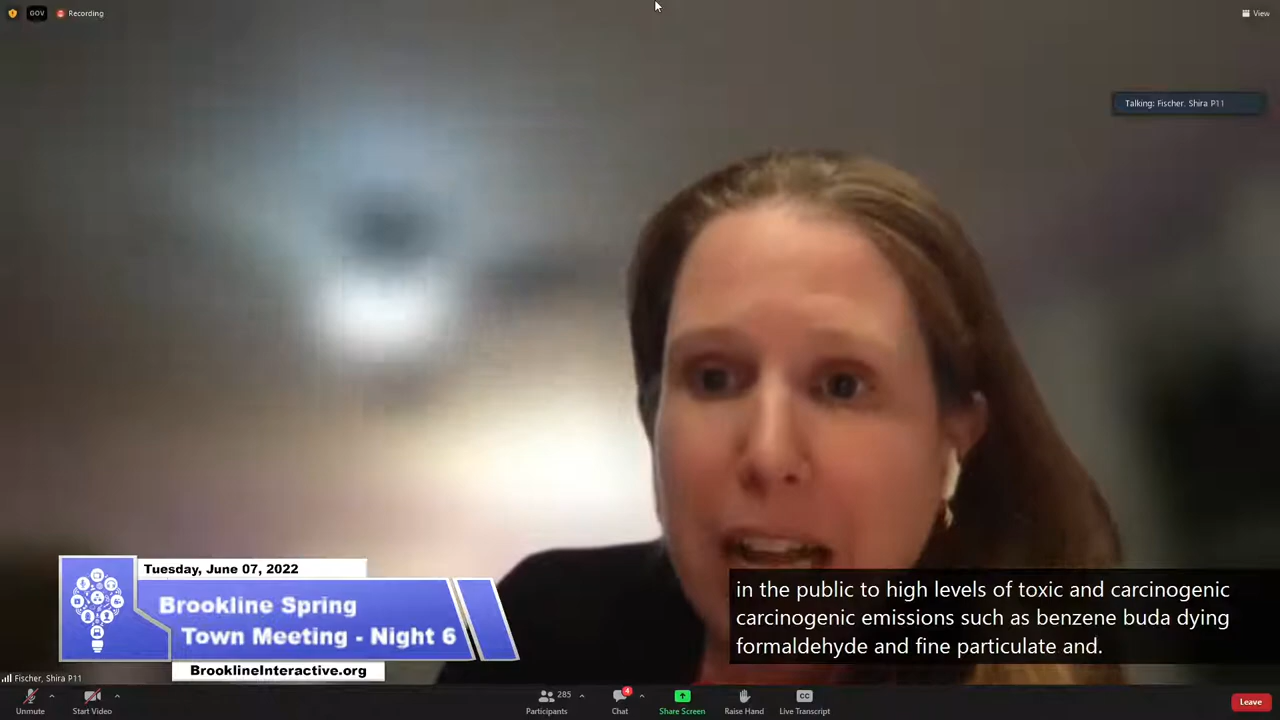 GOV
Recording
View
Talking: Fischer. Shira P11
in the public to high levels of toxic and carcinogenic
carcinogenic emissions such as benzene buda dying
formaldehyde and fine particulate and.
Tuesday, June 07, 2022
Brookline Spring
Town Meeting - Night 6
BrooklineInteractive.org
Fischer, Shira P11
Unmute
Start Video
285
Participants
4
Chat
Share Screen
Raise Hand
CC
Live Transcript
Leave